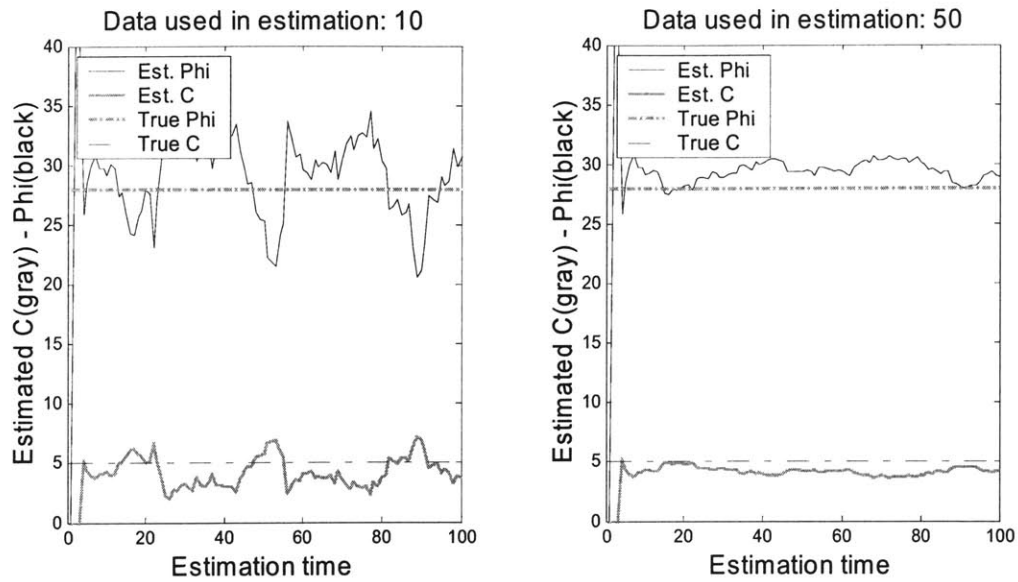 Data used in estimation: 10
40
35
30
25
20
15
10
5
0
0 20 40 60 80 100
Est. Phi
Est. C
True Phi
True C
Estimated C(gray) - Phi(black)
Estimation time
Data used in estimation: 50
40
35
30
25
20
15
10
5
0
0 20 40 60 80 100
Est. Phi
Est. C
True Phi
True C
Estimated C(gray) - Phi(black)
Estimation time